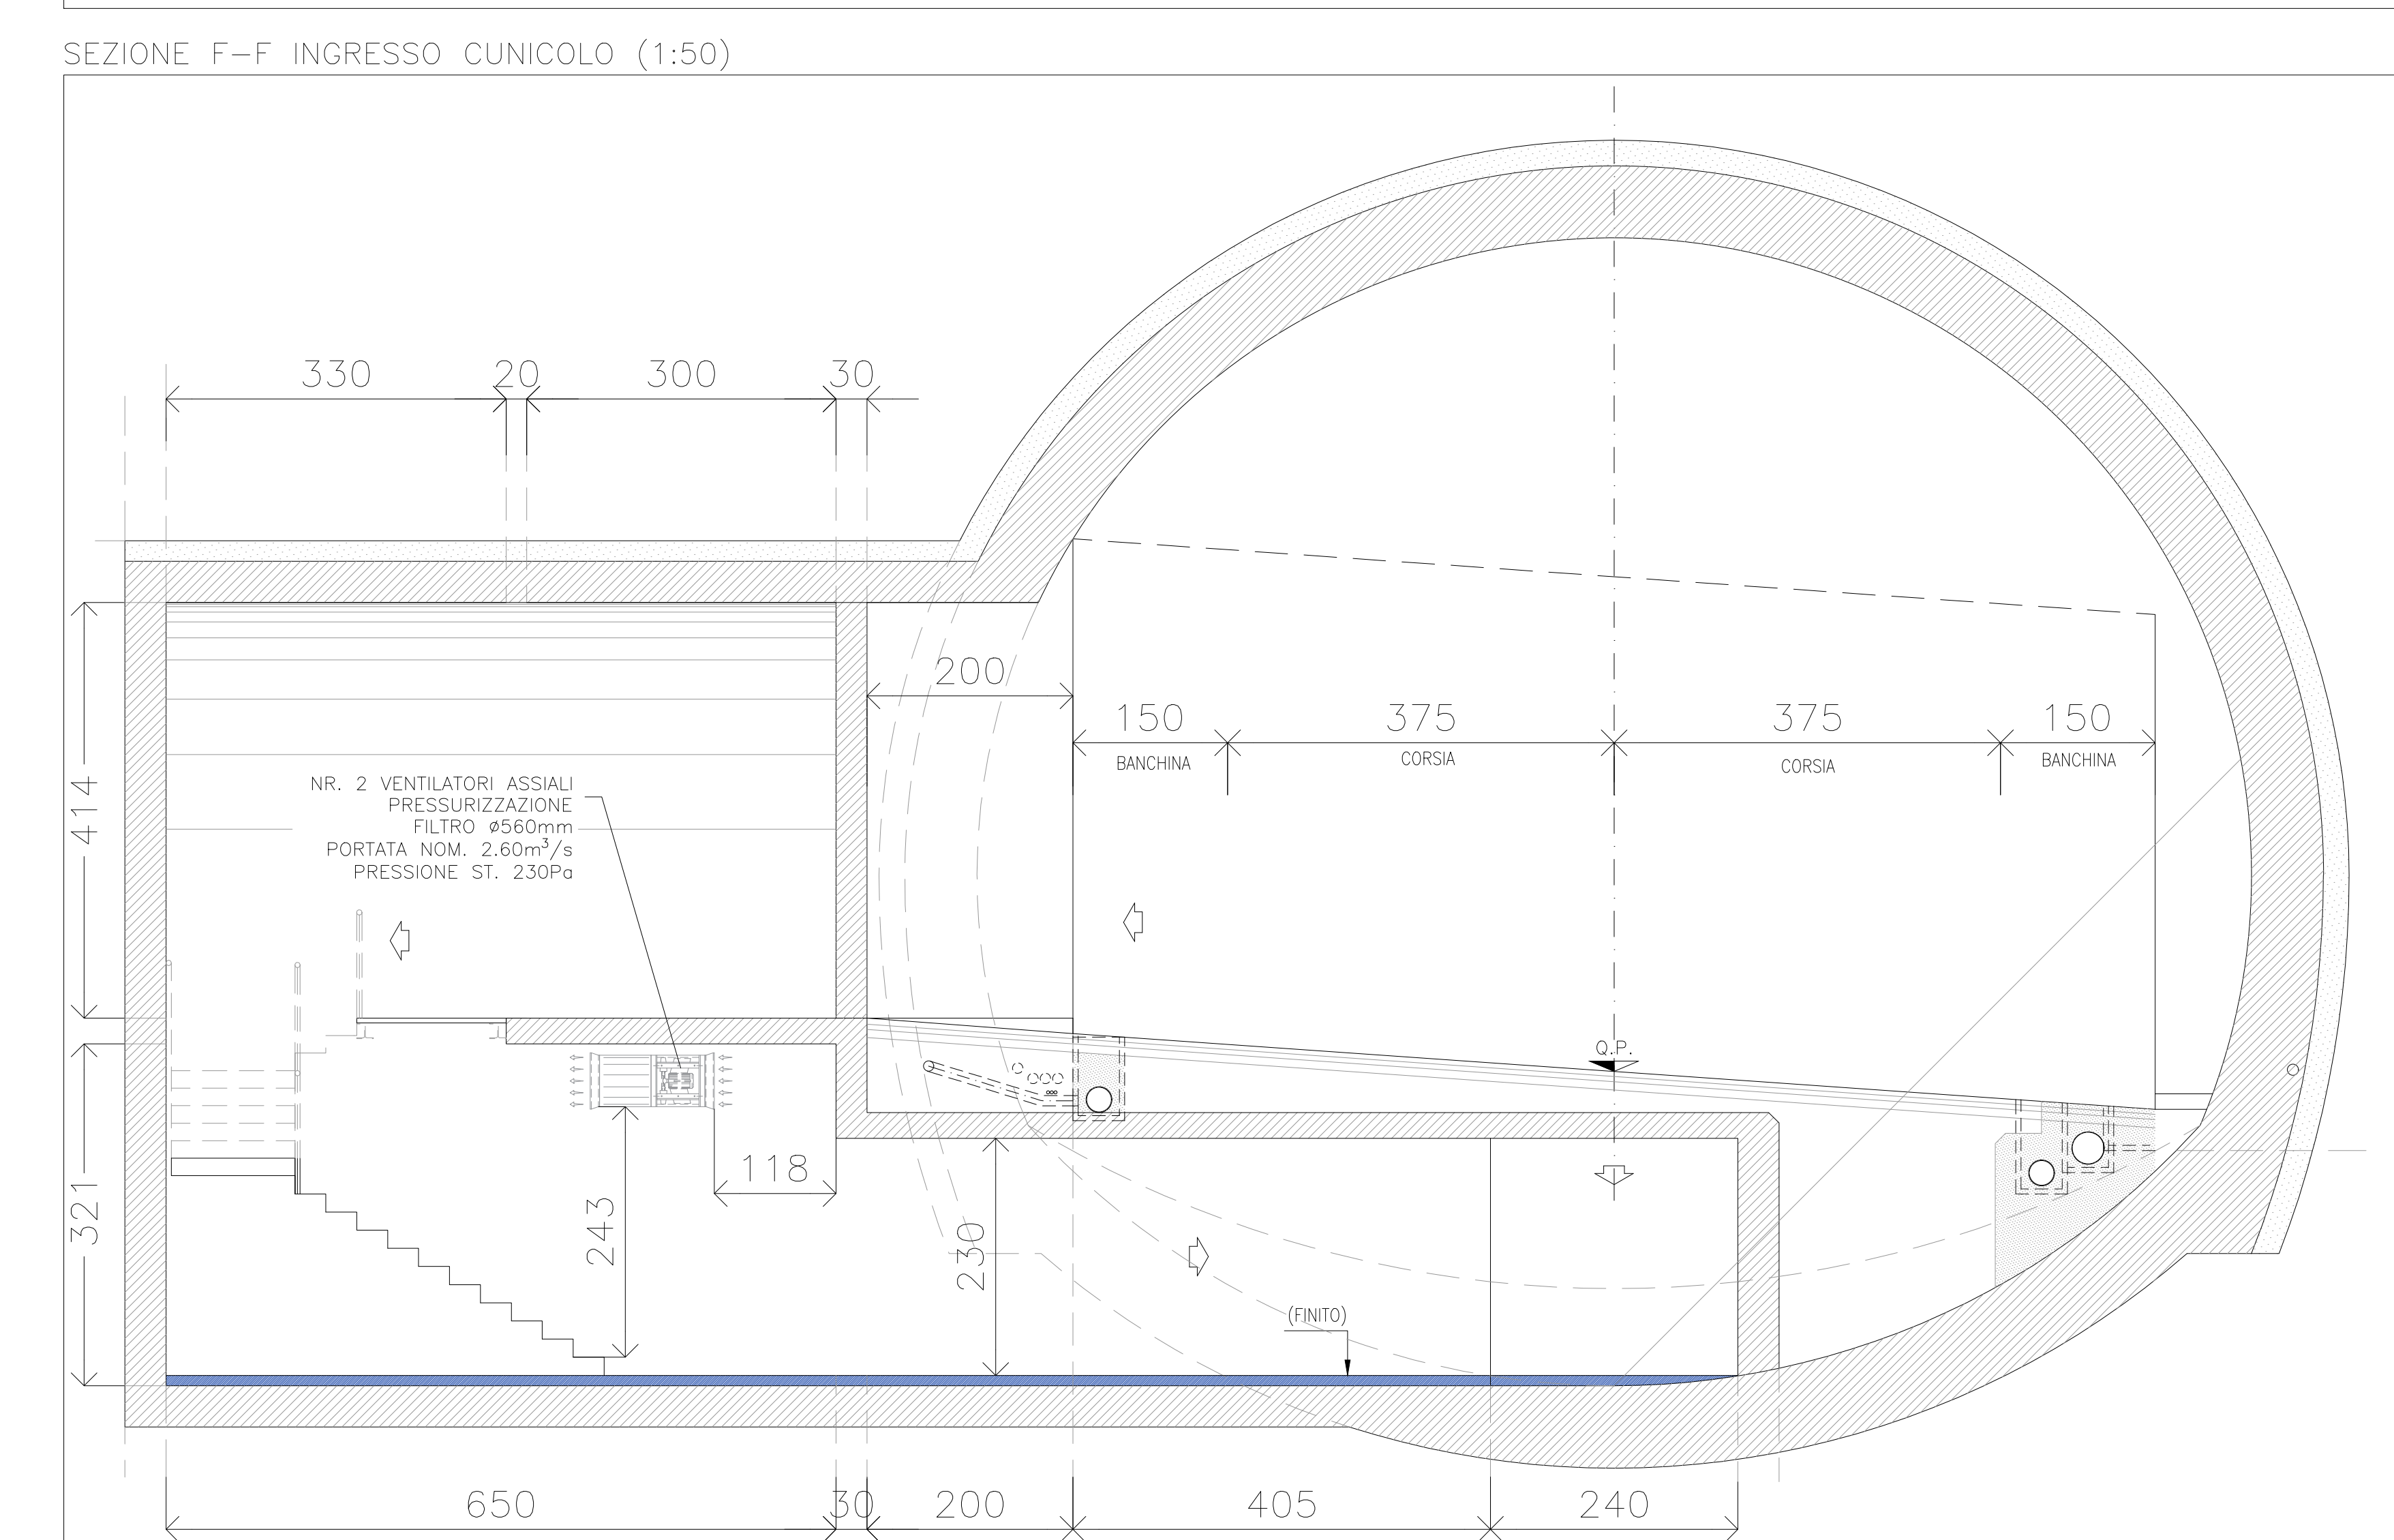 SEZIONE F-F INGRESSO CUNICOLO (1:50)
330
20
300
30
200
150
375
375
150
BANCHINA
CORSIA
CORSIA
BANCHINA
414
NR. 2 VENTILATORI ASSIALI
PRESSURIZZAZIONE
FILTRO ø560mm
PORTATA NOM. 2.60m³/s
PRESSIONE ST. 230Pa
Q.P.
321
118
243
230
(FINITO)
650
30
200
405
240